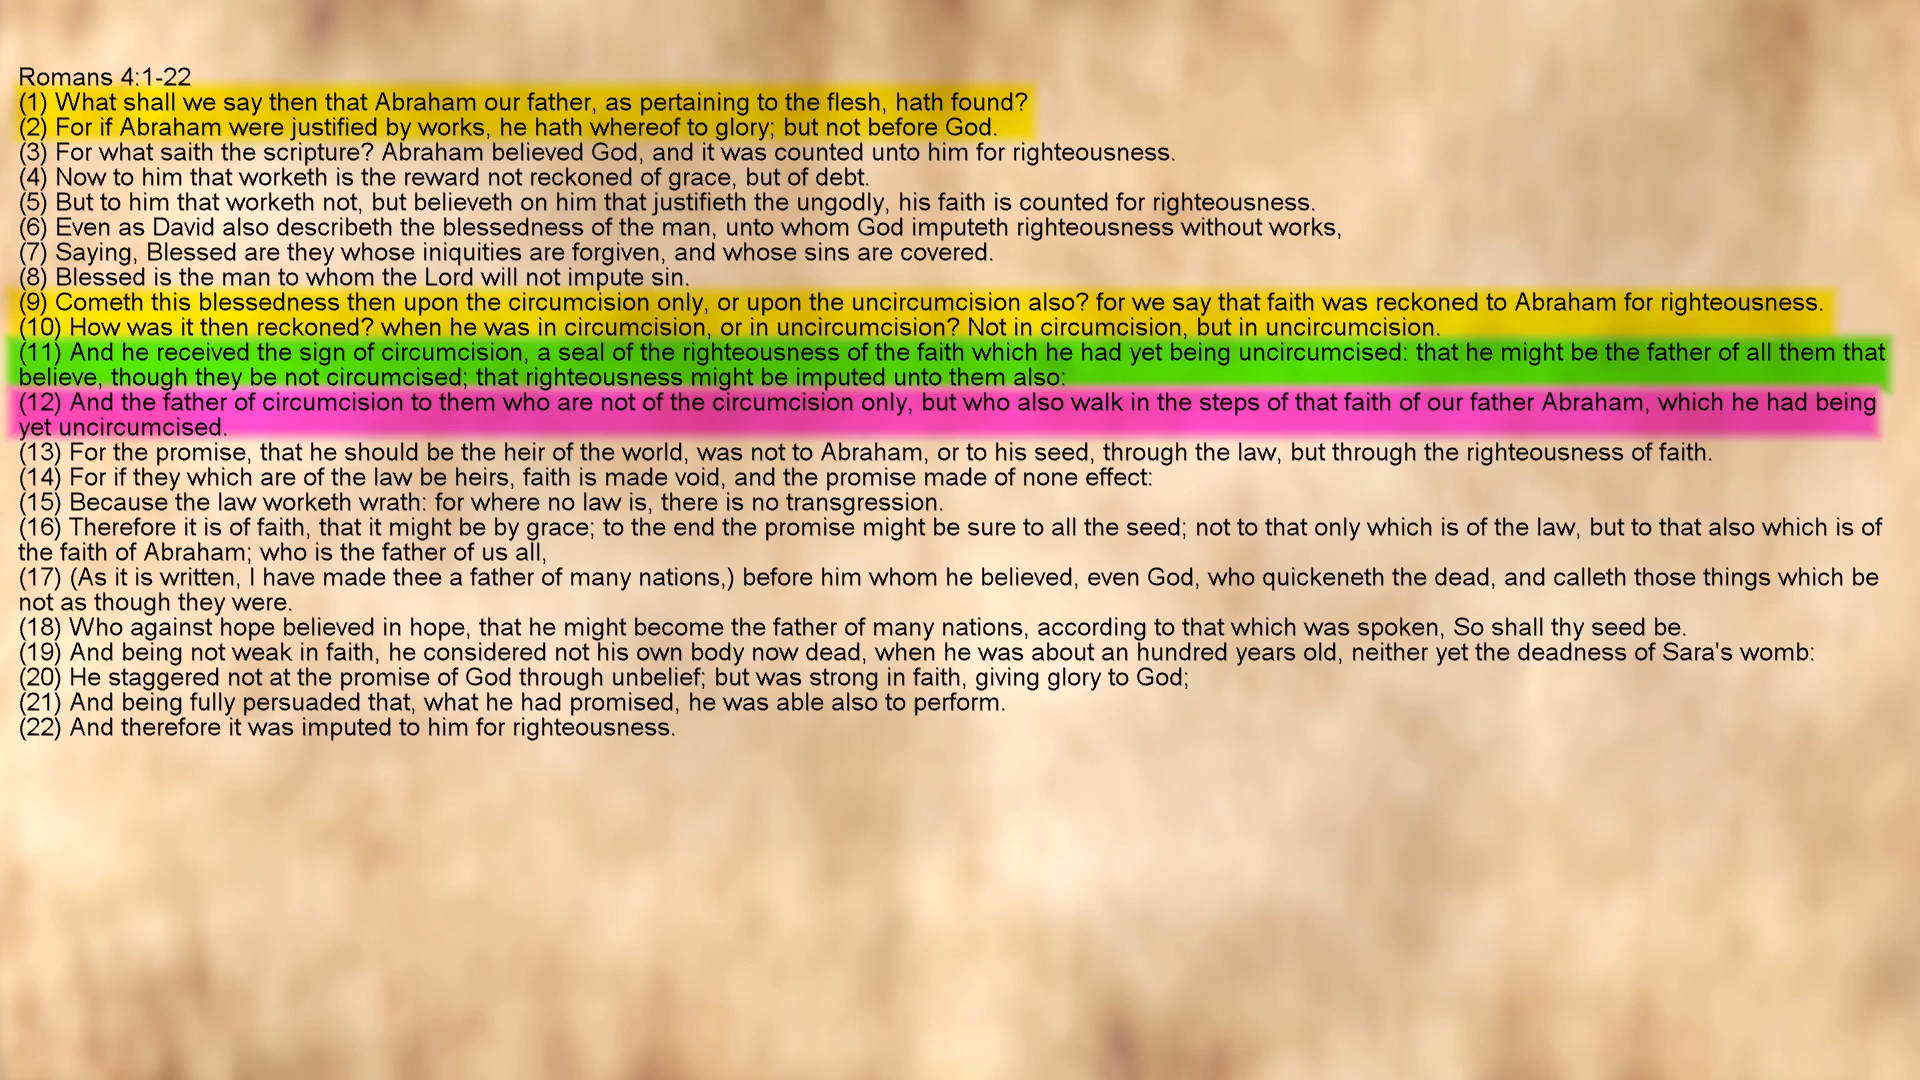 Romans 4:1-22
(1) What shall we say then that Abraham our father, as pertaining to the flesh, hath found?
(2) For if Abraham were justified by works, he hath whereof to glory; but not before God.
(3) For what saith the scripture? Abraham believed God, and it was counted unto him for righteousness.
(4) Now to him that worketh is the reward not reckoned of grace, but of debt.
(5) But to him that worketh not, but believeth on him that justifieth the ungodly, his faith is counted for righteousness.
(6) Even as David also describeth the blessedness of the man, unto whom God imputeth righteousness without works,
(7) Saying, Blessed are they whose iniquities are forgiven, and whose sins are covered.
(8) Blessed is the man to whom the Lord will not impute sin.
(9) Cometh this blessedness then upon the circumcision only, or upon the uncircumcision also? for we say that faith was reckoned to Abraham for righteousness.
(10) How was it then reckoned? when he was in circumcision, or in uncircumcision? Not in circumcision, but in uncircumcision.
(11) And he received the sign of circumcision, a seal of the righteousness of the faith which he had yet being uncircumcised: that he might be the father of all them that
believe, though they be not circumcised; that righteousness might be imputed unto them also:
(12) And the father of circumcision to them who are not of the circumcision only, but who also walk in the steps of that faith of our father Abraham, which he had being
yet uncircumcised.
(13) For the promise, that he should be the heir of the world, was not to Abraham, or to his seed, through the law, but through the righteousness of faith.
(14) For if they which are of the law be heirs, faith is made void, and the promise made of none effect:
(15) Because the law worketh wrath: for where no law is, there is no transgression.
(16) Therefore it is of faith, that it might be by grace; to the end the promise might be sure to all the seed; not to that only which is of the law, but to that also which is of
the faith of Abraham; who is the father of us all,
(17) (As it is written, I have made thee a father of many nations,) before him whom he believed, even God, who quickeneth the dead, and calleth those things which be
not as though they were.
(18) Who against hope believed in hope, that he might become the father of many nations, according to that which was spoken, So shall thy seed be.
(19) And being not weak in faith, he considered not his own body now dead, when he was about an hundred years old, neither yet the deadness of Sara's womb:
(20) He staggered not at the promise of God through unbelief; but was strong in faith, giving glory to God;
(21) And being fully persuaded that, what he had promised, he was able also to perform.
(22) And therefore it was imputed to him for righteousness.